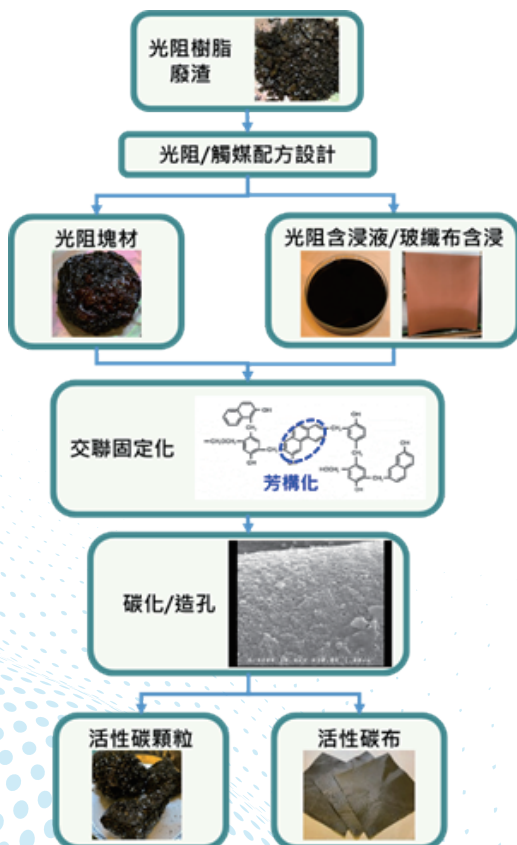 光阻樹脂
廢渣
光阻/觸媒配方設計
光阻塊材
光阻含浸液/玻纖布含浸
交聯固定化
芳構化
碳化/造孔
活性碳顆粒
活性碳布